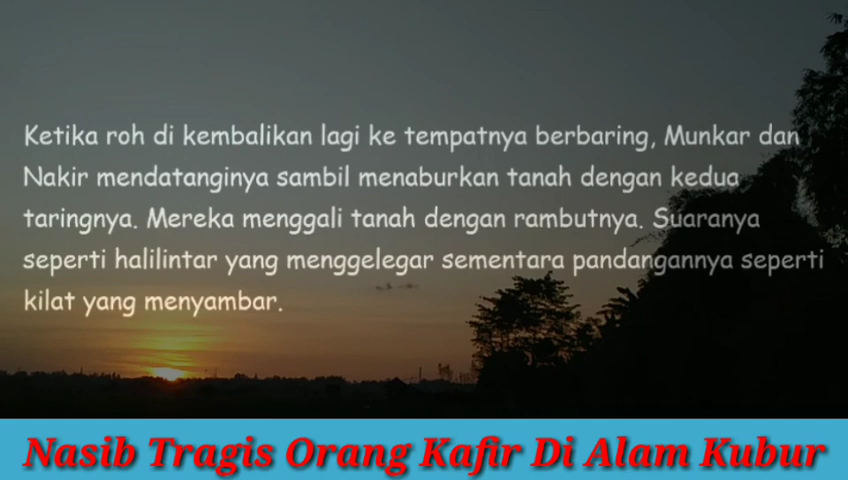 Ketika roh di kembalikan lagi ke tempatnya berbaring, Munkar dan
Nakir mendatanginya sambil menaburkan tanah dengan kedua
taringnya. Mereka menggali tanah dengan rambutnya. Suaranya
seperti halilintar yang menggelegar sementara pandangannya seperti
kilat yang menyambar.
Nasib Tragis Orang Kafir Di Alam Kubur